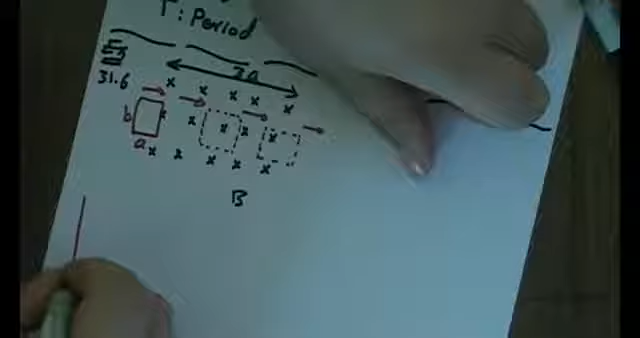 T: Period
31.6
2a
x x x x x
b
x x x x x
a
x x x x x
B